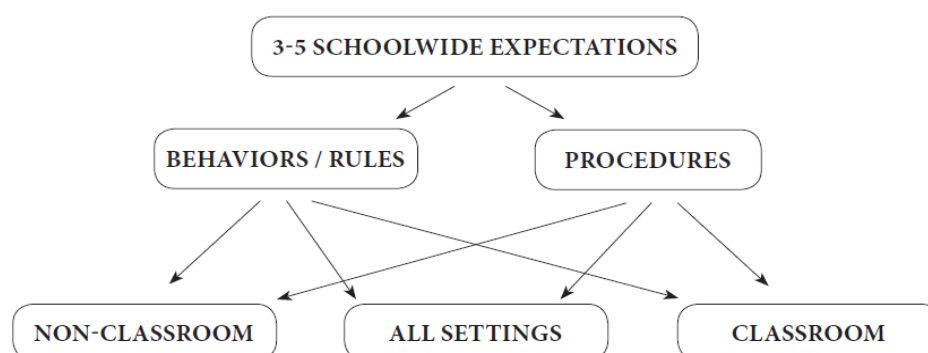 3-5 SCHOOLWIDE EXPECTATIONS
BEHAVIORS / RULES
PROCEDURES
NON-CLASSROOM
ALL SETTINGS
CLASSROOM